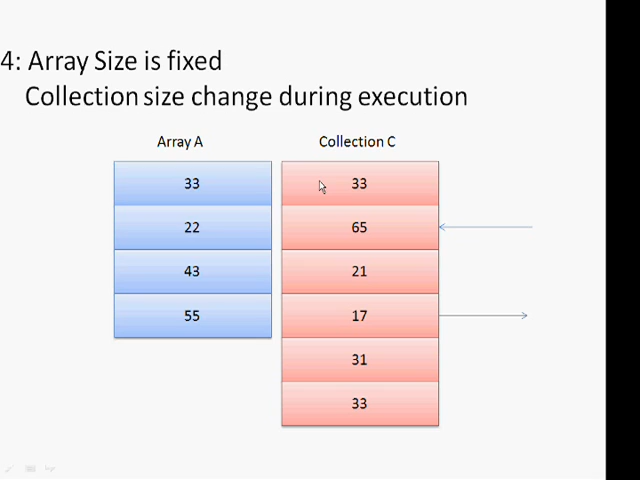 4: Array Size is fixed
Collection size change during execution
Array A
Collection C
33
33
22
65
43
21
55
17
31
33